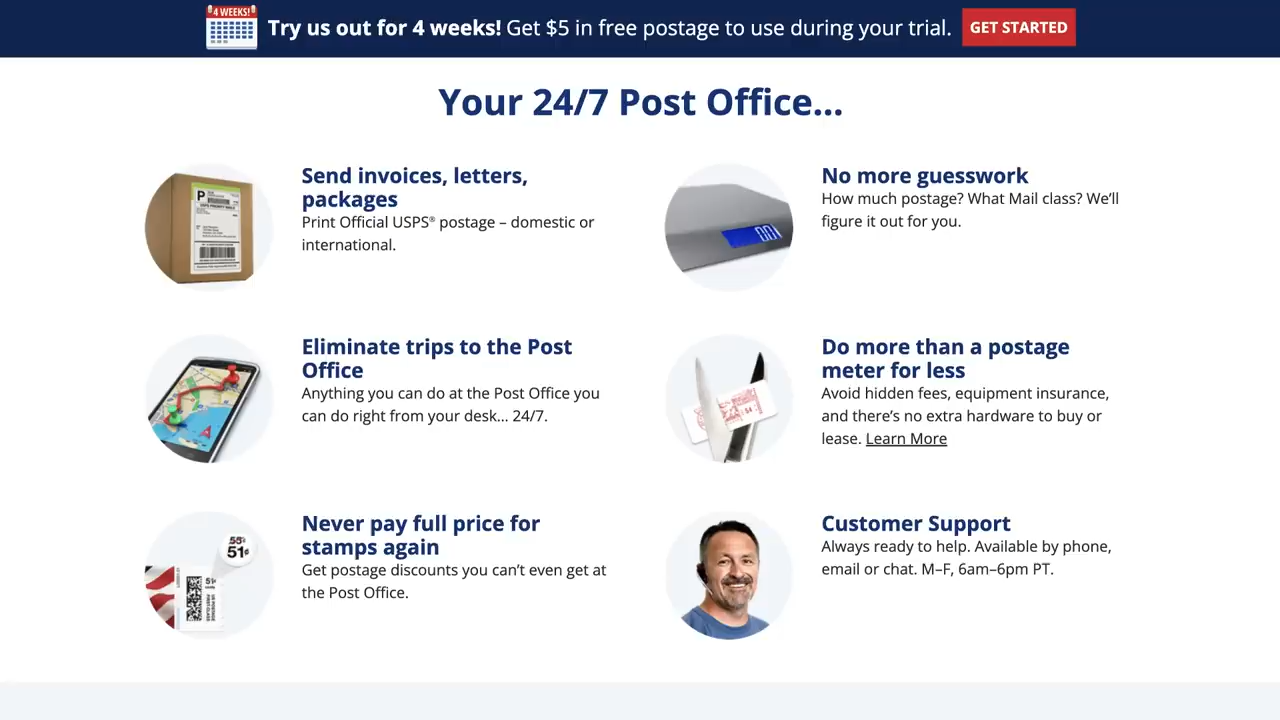 4 WEEKS!
Try us out for 4 weeks! Get $5 in free postage to use during your trial.
GET STARTED
Your 24/7 Post Office...
Send invoices, letters,
packages
Print Official USPS® postage – domestic or
international.
P
No more guesswork
How much postage? What Mail class? We'll
figure it out for you.
0.0
Eliminate trips to the Post
Office
Anything you can do at the Post Office you
can do right from your desk... 24/7.
Do more than a postage
meter for less
Avoid hidden fees, equipment insurance,
and there's no extra hardware to buy or
lease. Learn More
Never pay full price for
stamps again
Get postage discounts you can't even get at
the Post Office.
55¢
51¢
51¢
Customer Support
Always ready to help. Available by phone,
email or chat. M–F, 6am–6pm PT.